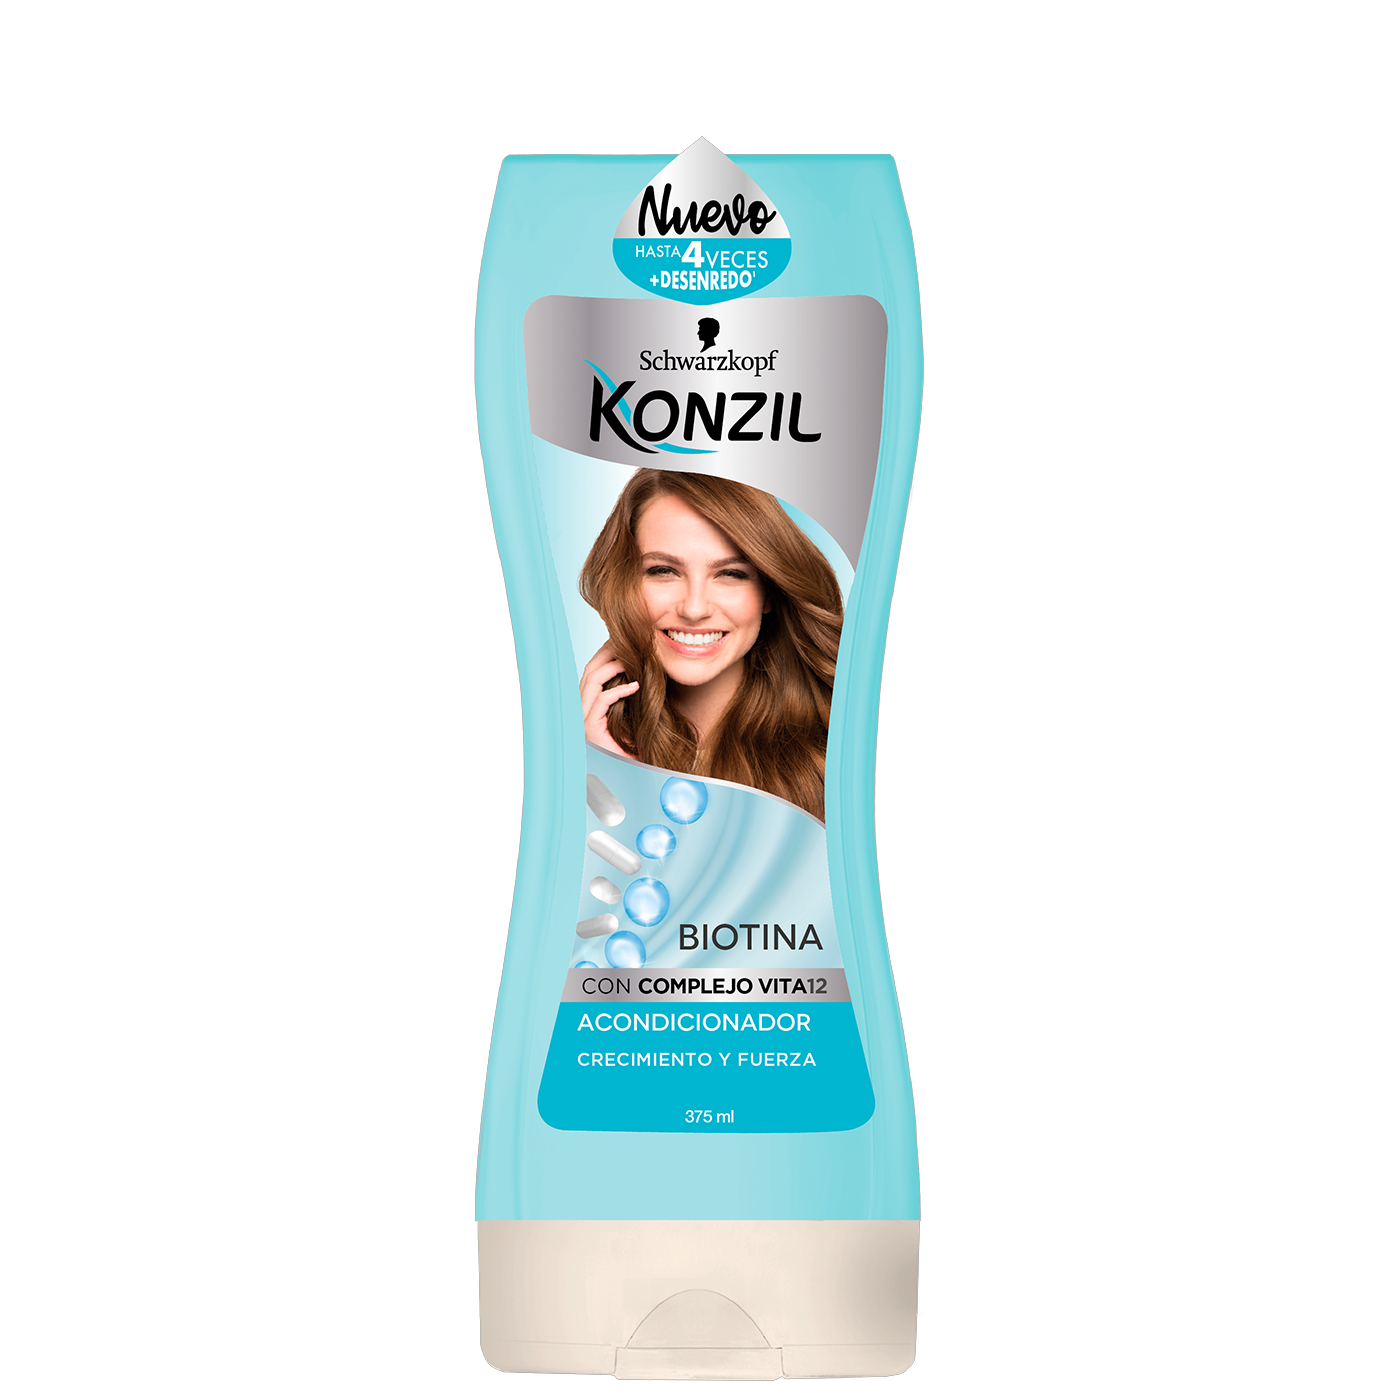 Nuevo
HASTA 4 VECES
+DESENREDO¹
Schwarzkopf
KONZIL
BIOTINA
CON COMPLEJO VITA12
ACONDICIONADOR
CRECIMIENTO Y FUERZA
375 ml